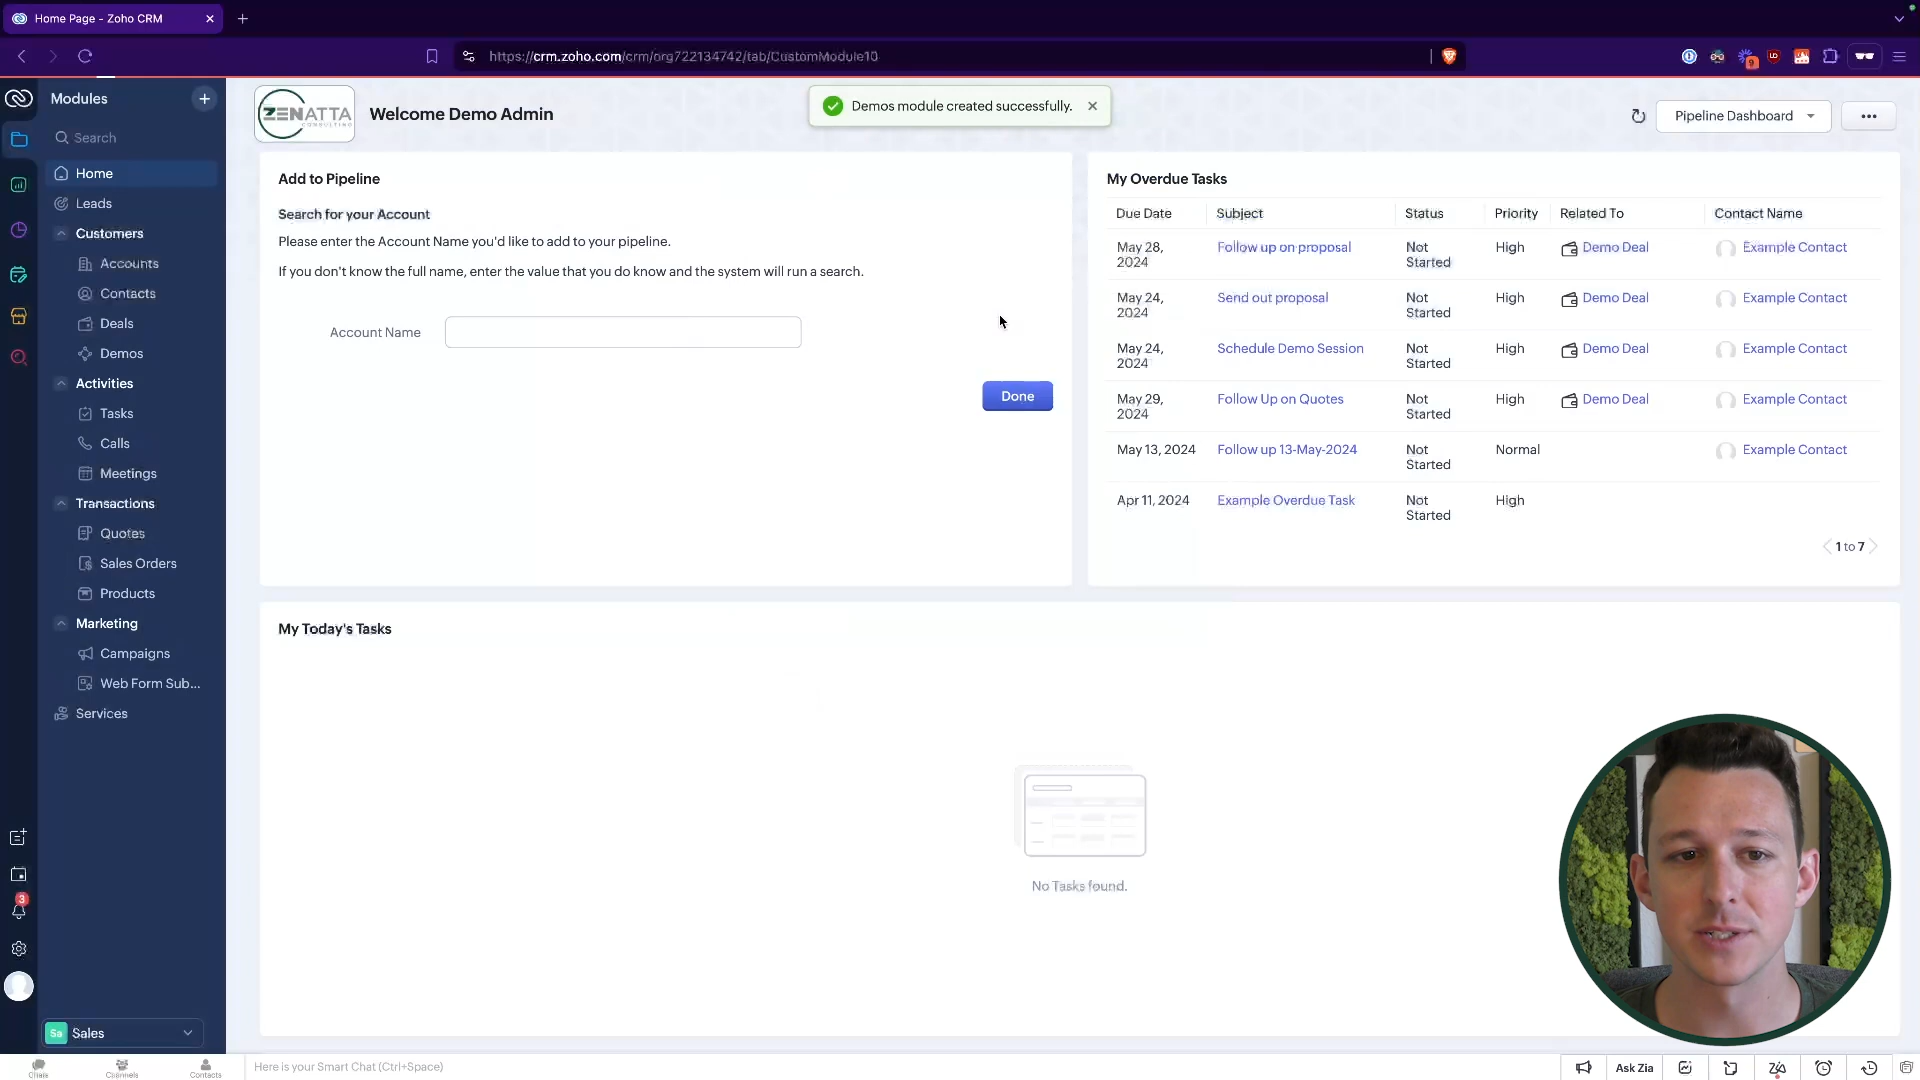 Home Page - Zoho CRM
https://crm.zoho.com/crm/org722134742/tab/CustomModule10
9
Modules
Search
Home
Leads
Customers
Accounts
Contacts
Deals
Demos
Activities
Tasks
Calls
Meetings
Transactions
Quotes
Sales Orders
Products
Marketing
Campaigns
Web Form Sub...
Services
3
Sa Sales
ZENATTA
CONSULTING
Welcome Demo Admin
Demos module created successfully.
Pipeline Dashboard
Add to Pipeline
Search for your Account
Please enter the Account Name you'd like to add to your pipeline.
If you don't know the full name, enter the value that you do know and the system will run a search.
Account Name
Done
My Overdue Tasks
Due Date Subject Status Priority Related To Contact Name
May 28, 2024 Follow up on proposal Not Started High Demo Deal Example Contact
May 24, 2024 Send out proposal Not Started High Demo Deal Example Contact
May 24, 2024 Schedule Demo Session Not Started High Demo Deal Example Contact
May 29, 2024 Follow Up on Quotes Not Started High Demo Deal Example Contact
May 13, 2024 Follow up 13-May-2024 Not Started Normal Example Contact
Apr 11, 2024 Example Overdue Task Not Started High
1 to 7
My Today's Tasks
No Tasks found.
Chats
Channels
Contacts
Here is your Smart Chat (Ctrl+Space)
Ask Zia